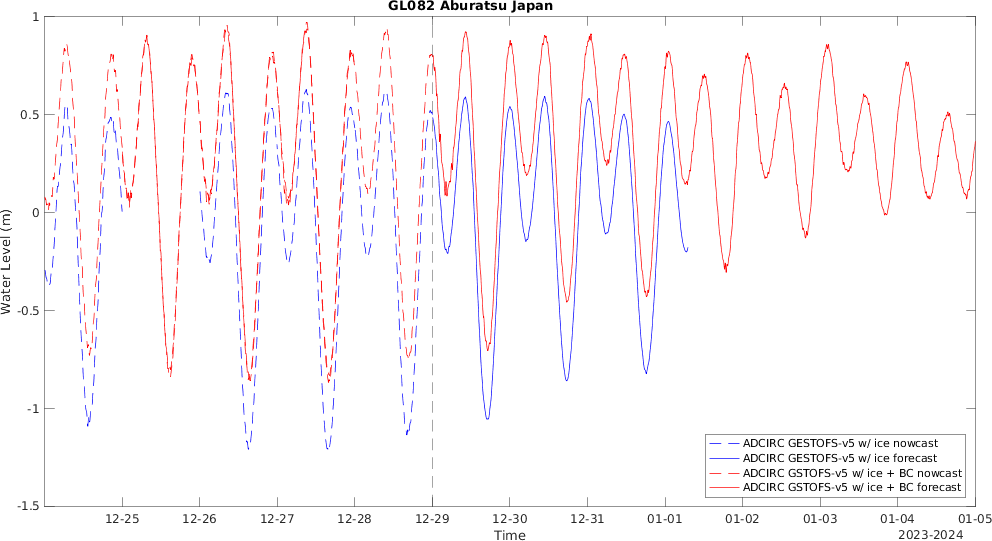 GL082 Aburatsu Japan
Water Level (m)
1
0.5
0
-0.5
-1
-1.5
ADCIRC GESTOFS-v5 w/ ice nowcast
ADCIRC GESTOFS-v5 w/ ice forecast
ADCIRC GSTOFS-v5 w/ ice + BC nowcast
ADCIRC GSTOFS-v5 w/ ice + BC forecast
12-25 12-26 12-27 12-28 12-29 12-30 12-31 01-01 01-02 01-03 01-04 01-05
Time
2023-2024